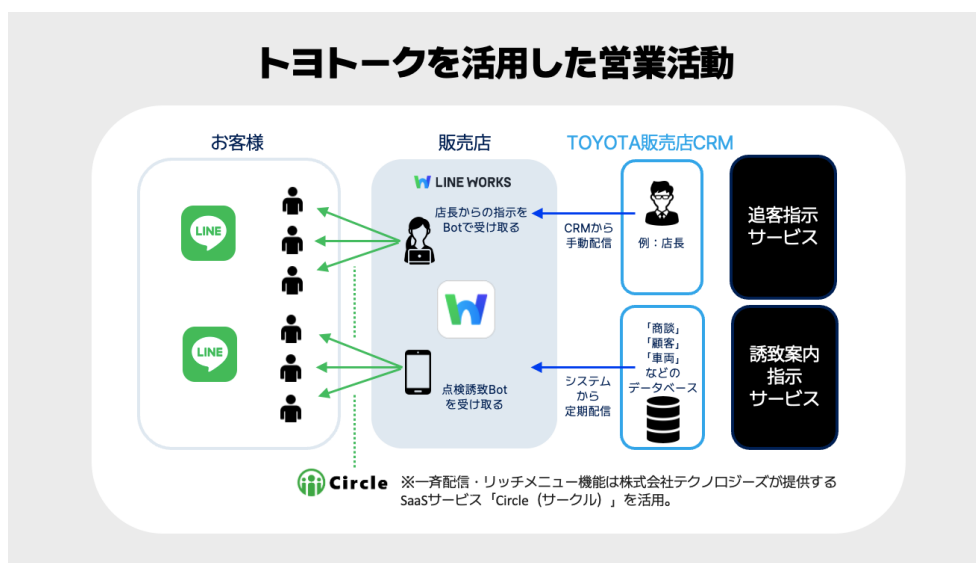 トヨトークを活用した営業活動
お客様
販売店
TOYOTA販売店CRM
LINE
LINE
LINE WORKS
店長からの指示を
Botで受け取る
点検誘致Bot
を受け取る
CRMから
手動配信
例：店長
システム
から
定期配信
「商談」
「顧客」
「車両」
などの
データベース
追客指示
サービス
誘致案内
指示
サービス
Circle
※一斉配信・リッチメニュー機能は株式会社テクノロジーズが提供する
SaaSサービス「Circle（サークル）」を活用。